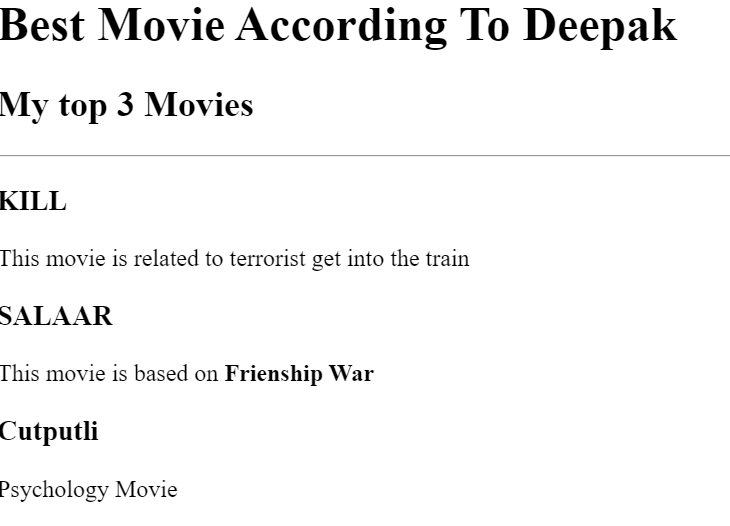 Best Movie According To Deepak
My top 3 Movies
KILL
This movie is related to terrorist get into the train
SALAAR
This movie is based on Frienship War
Cutputli
Psychology Movie